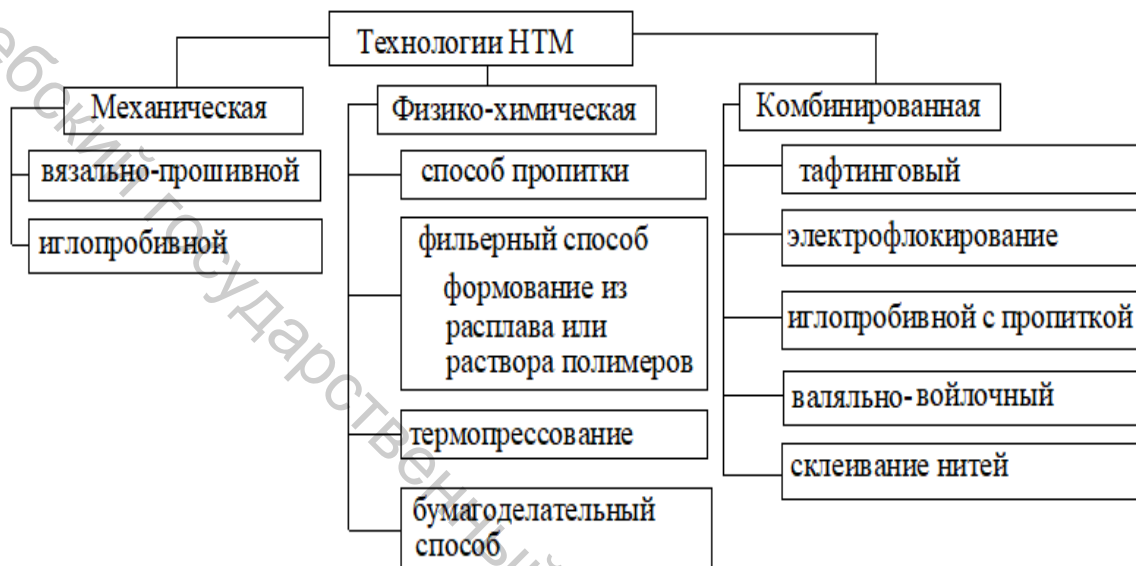 Технологии НТМ
Механическая
вязально-прошивной
иглопробивной
Физико-химическая
способ пропитки
фильерный способ
формование из
расплава или
раствора полимеров
термопрессование
бумагоделательный
способ
Комбинированная
тафтинговый
электрофлокирование
иглопробивной с пропиткой
валяльно-войлочный
склеивание нитей
государственный